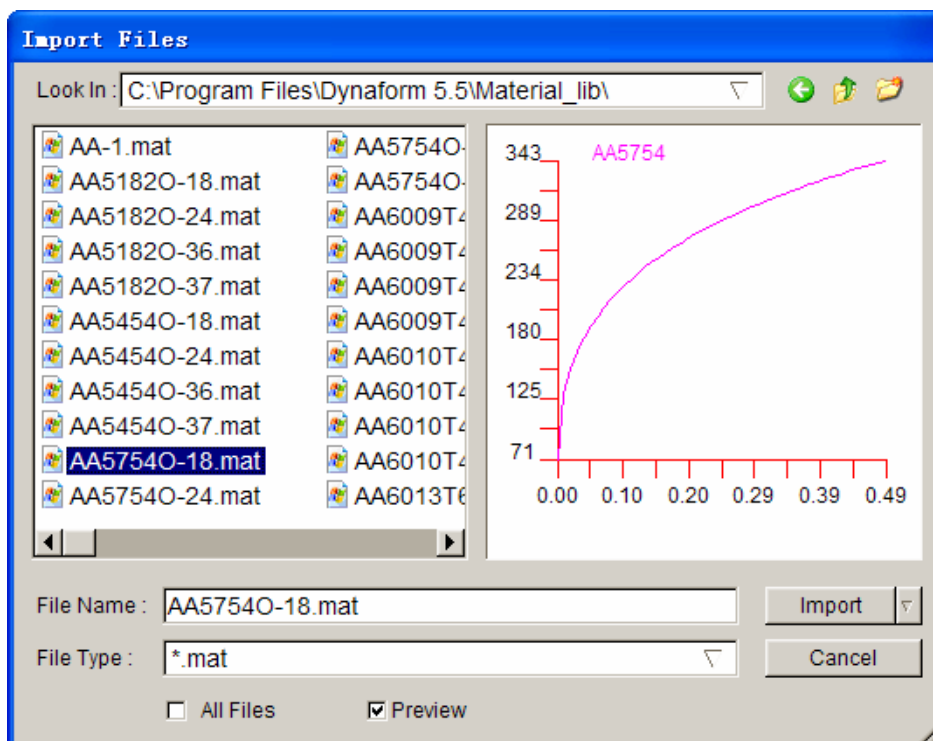 Import Files
Look In : C:\Program Files\Dynaform 5.5\Material_lib\
AA-1.mat
AA5182O-18.mat
AA5182O-24.mat
AA5182O-36.mat
AA5182O-37.mat
AA5454O-18.mat
AA5454O-24.mat
AA5454O-36.mat
AA5454O-37.mat
AA5754O-18.mat
AA5754O-24.mat
AA5754O-
AA5754O-
AA6009T4
AA6009T4
AA6009T4
AA6009T4
AA6010T4
AA6010T4
AA6010T4
AA6010T4
AA6013T6
AA5754
343
289
234
180
125
71
0.00 0.10 0.20 0.29 0.39 0.49
File Name : AA5754O-18.mat Import
File Type : *.mat Cancel
All Files Preview